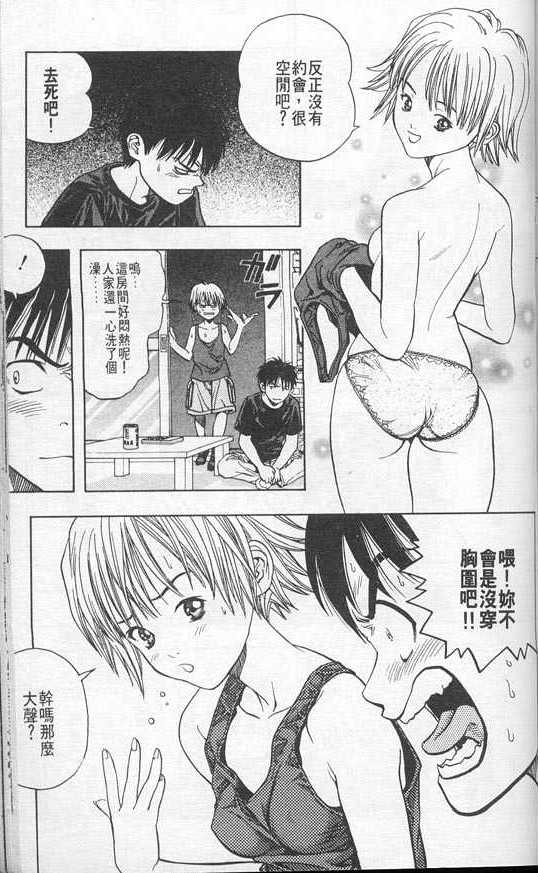 反正沒有
約會，很
空閒吧？
去死吧！
ガラ
嗚…
這房間好悶熱呢！
人家還一心洗了個
澡…
！
喂！妳不
會是沒穿
胸圍吧!!
幹嗎那麼
大聲？